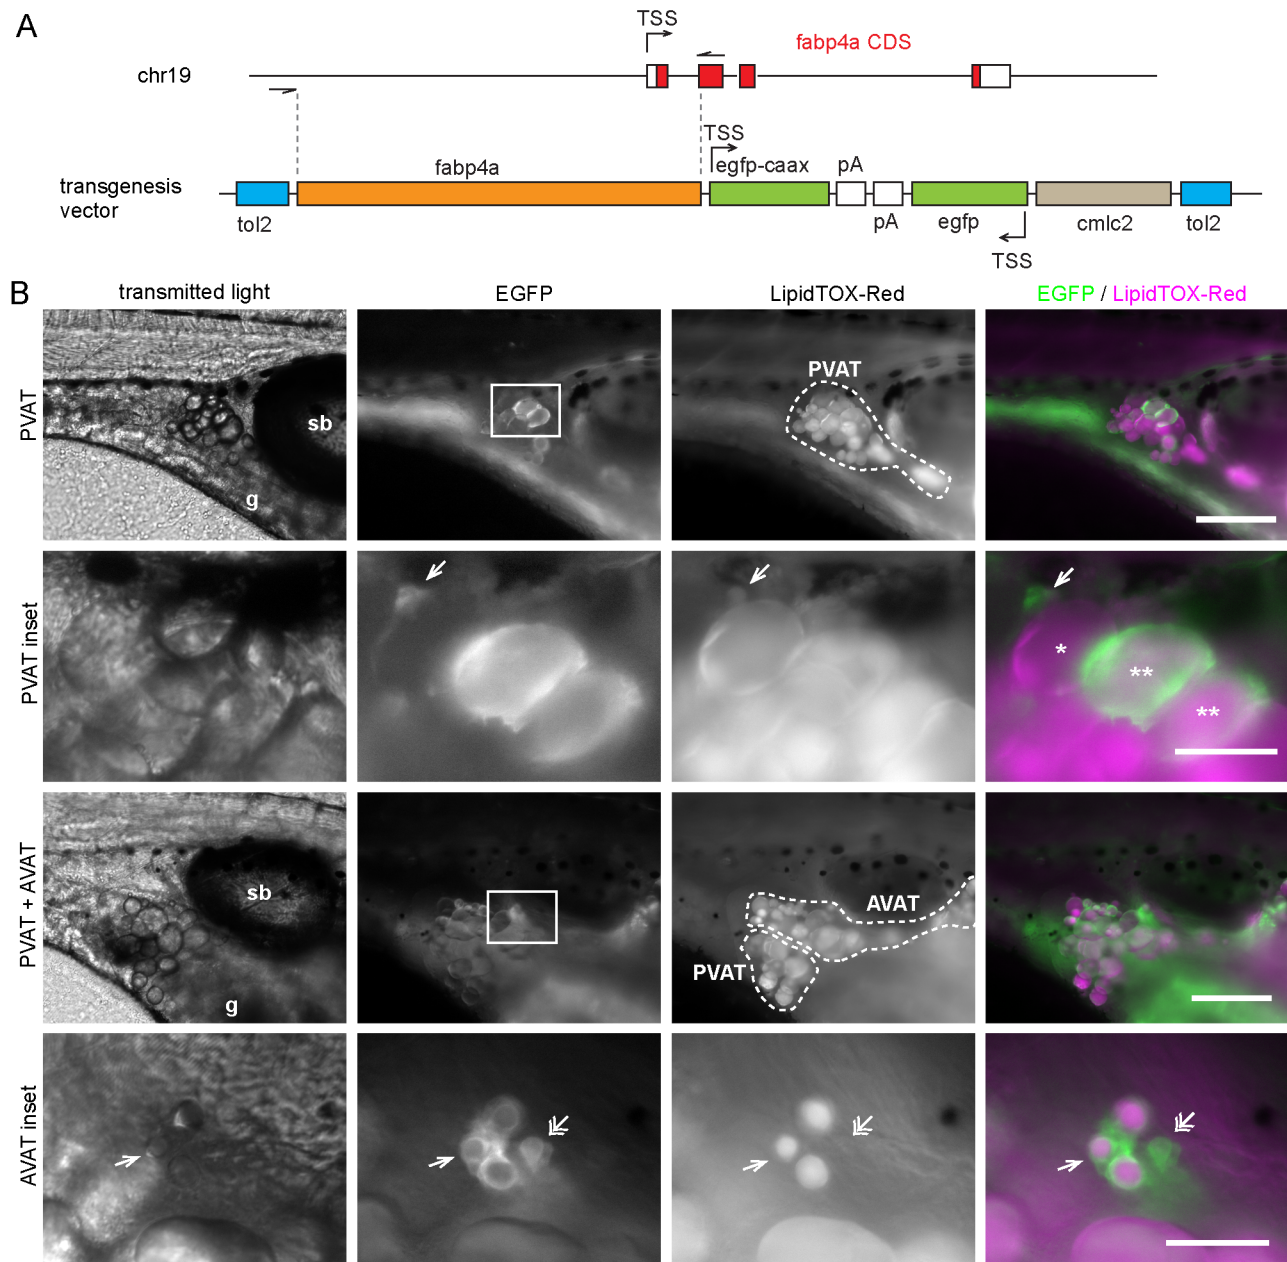 A
TSS
fabp4a CDS
chr19
TSS
fabp4a
egfp-caax
pA
transgenesis
vector
tol2
pA
egfp
cmlc2
tol2
TSS
B
transmitted light
EGFP
LipidTOX-Red
EGFP / LipidTOX-Red
PVAT
sb
g
PVAT
PVAT inset
*
**
**
PVAT + AVAT
sb
g
AVAT
PVAT
AVAT inset